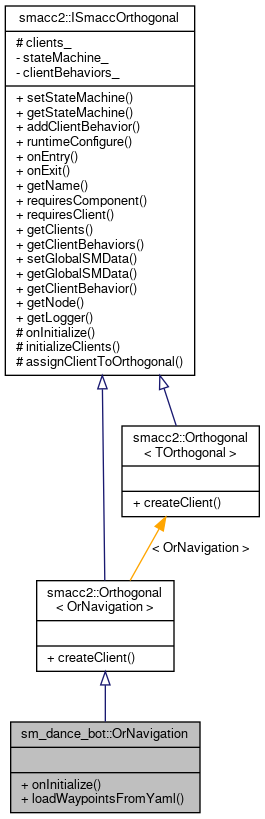 smacc2::ISmaccOrthogonal
# clients_
- stateMachine_
- clientBehaviors_
+ setStateMachine()
+ getStateMachine()
+ addClientBehavior()
+ runtimeConfigure()
+ onEntry()
+ onExit()
+ getName()
+ requiresComponent()
+ requiresClient()
+ getClients()
+ getClientBehaviors()
+ setGlobalSMData()
+ getGlobalSMData()
+ getClientBehavior()
+ getNode()
+ getLogger()
# onInitialize()
# initializeClients()
# assignClientToOrthogonal()
smacc2::Orthogonal
< TOrthogonal >
+ createClient()
< OrNavigation >
smacc2::Orthogonal
< OrNavigation >
+ createClient()
sm_dance_bot::OrNavigation
+ onInitialize()
+ loadWaypointsFromYaml()